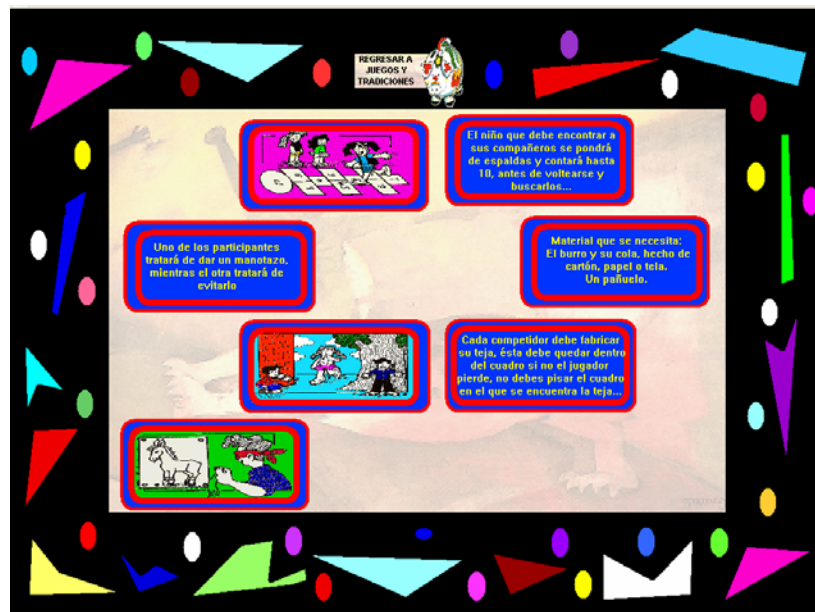 REGRESAR A
JUEGOS Y
TRADICIONES
El niño que debe encontrar a
sus compañeros se pondrá
de espaldas y contará hasta
10, antes de voltearse y
buscarlos...
Uno de los participantes
tratará de dar un manotazo,
mientras el otra tratará de
evitarlo
Material que se necesita:
El burro y su cola, hecho de
cartón, papel o tela.
Un pañuelo.
Cada competidor debe fabricar
su teja, ésta debe quedar dentro
del cuadro si no el jugador
pierde, no debes pisar el cuadro
en el que se encuentra la teja...